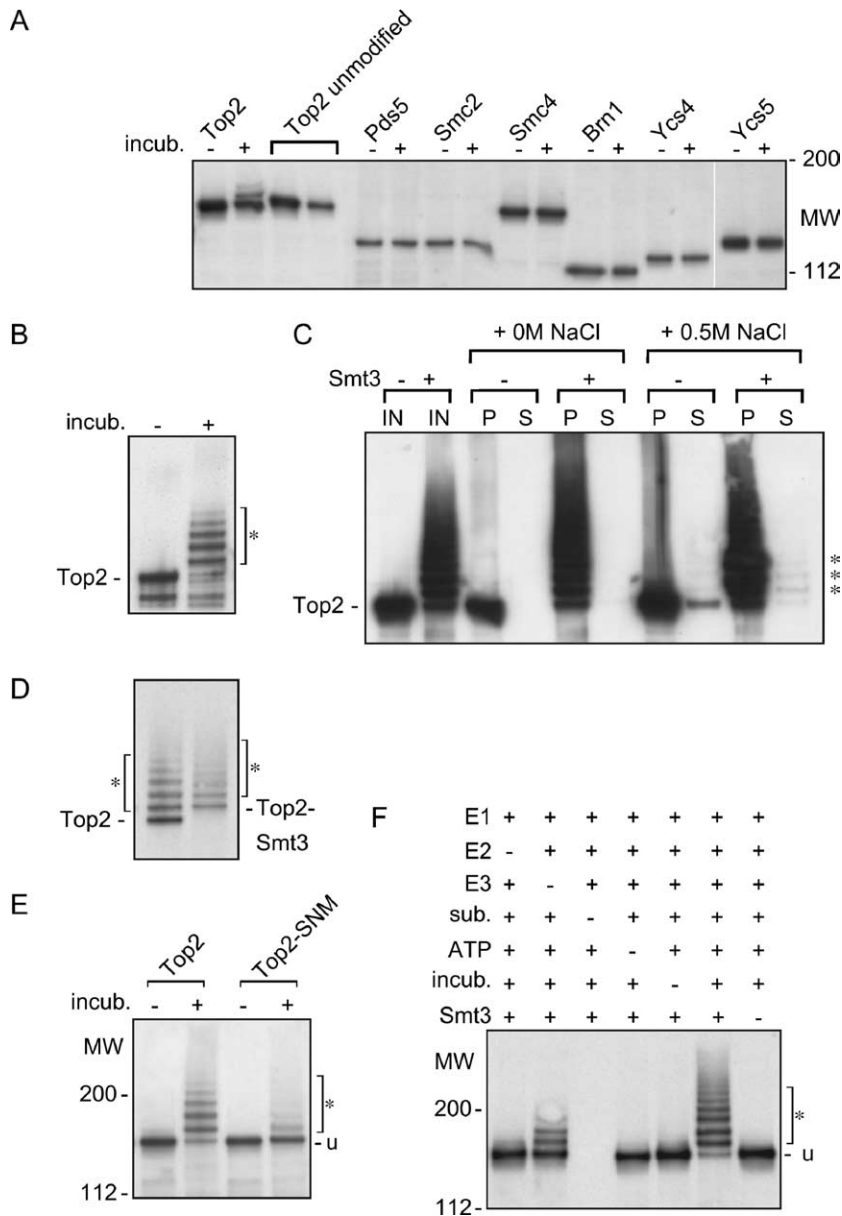 A
Top2 Top2 unmodified Pds5 Smc2 Smc4 Brn1 Ycs4 Ycs5
incub. - + - + - + - + - + - + - +
- 200
MW
- 112
B
incub. - +
Top2 -
*
C
+ 0M NaCl + 0.5M NaCl
Smt3 - + - + - +
IN IN P S P S P S P S
Top2 -
*
*
*
D
*
Top2 -
*
-Top2-
Smt3
E
Top2 Top2-SNM
incub. - + - +
MW
200 -
112 -
*
- u
F
E1 + + + + + + +
E2 - + + + + + +
E3 + - + + + + +
sub. + + - + + + +
ATP + + + - + + +
incub. + + + + - + +
Smt3 + + + + + + -
MW
200 -
112 -
*
- u